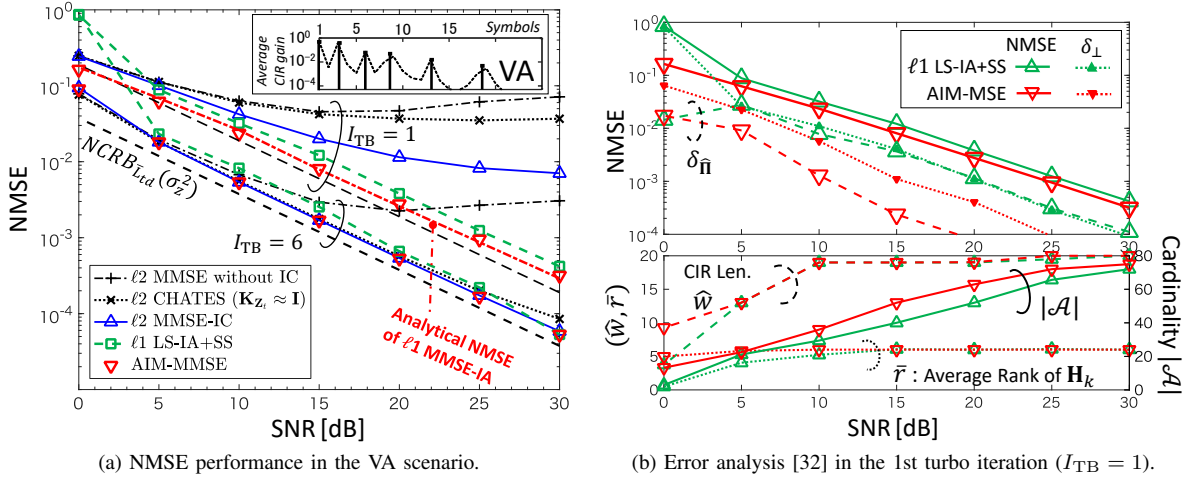 1 5 10 15 Symbols
10^0
10^-2
10^-4
Average
CIR gain
VA
10^0
10^-1
10^-2
10^-3
10^-4
NMSE
NCRB_{\bar{L}td}(σ_z^2)
I_TB = 1
I_TB = 6
ℓ2 MMSE without IC
ℓ2 CHATES (K_{Z_l} ≈ I)
ℓ2 MMSE-IC
ℓ1 LS-IA+SS
AIM-MMSE
Analytical NMSE
of ℓ1 MMSE-IA
0 5 10 15 20 25 30
SNR [dB]
(a) NMSE performance in the VA scenario.
10^0
10^-1
10^-2
10^-3
10^-4
NMSE
NMSE δ_⊥
ℓ1 LS-IA+SS
AIM-MSE
δ_{\hat{Π}}
20
15
10
5
0
(ŵ, r̄)
CIR Len.
ŵ
|𝒜|
r̄ : Average Rank of H_k
80
60
40
20
0
Cardinality |𝒜|
0 5 10 15 20 25 30
SNR [dB]
(b) Error analysis [32] in the 1st turbo iteration (I_TB = 1).